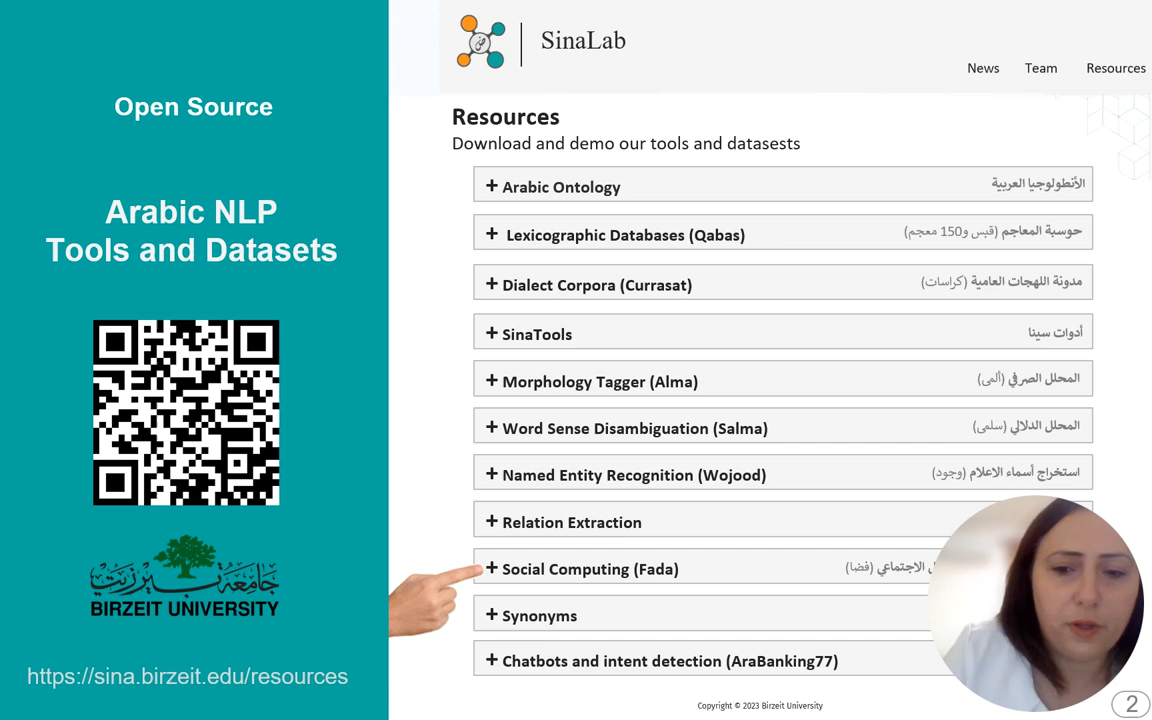 Open Source
Arabic NLP
Tools and Datasets
جامعة بيرزيت
BIRZEIT UNIVERSITY
https://sina.birzeit.edu/resources
SinaLab
News Team Resources
Resources
Download and demo our tools and datasests
+ Arabic Ontology الأنطولوجيا العربية
+ Lexicographic Databases (Qabas) حوسبة المعاجم (قبس و150 معجم)
+ Dialect Corpora (Currasat) مدونة اللهجات العامية (كراسات)
+ SinaTools أدوات سينا
+ Morphology Tagger (Alma) المحلل الصرفي (ألمى)
+ Word Sense Disambiguation (Salma) المحلل الدلالي (سلمى)
+ Named Entity Recognition (Wojood) استخراج أسماء الاعلام (وجود)
+ Relation Extraction
+ Social Computing (Fada) الاجتماعي (فضا)
+ Synonyms
+ Chatbots and intent detection (AraBanking77)
Copyright © 2023 Birzeit University
2